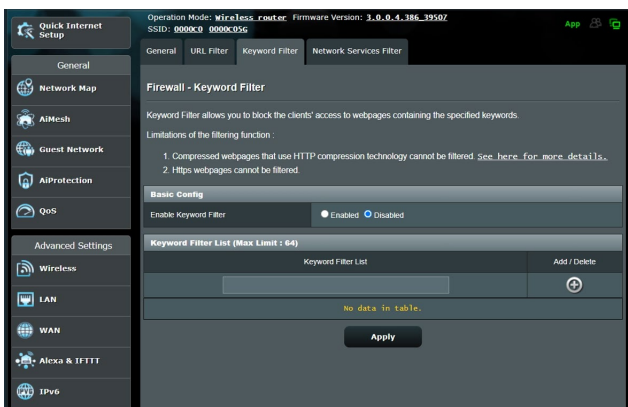 Quick Internet
Setup
General
Network Map
AiMesh
Guest Network
AiProtection
QoS
Advanced Settings
Wireless
LAN
WAN
Alexa & IFTTT
IPv6
Operation Mode: Wireless router Firmware Version: 3.0.0.4.386_39507
SSID: 0000C0 0000C05G
App
General URL Filter Keyword Filter Network Services Filter
Firewall - Keyword Filter
Keyword Filter allows you to block the clients' access to webpages containing the specified keywords.
Limitations of the filtering function :
1. Compressed webpages that use HTTP compression technology cannot be filtered. See here for more details.
2. Https webpages cannot be filtered.
Basic Config
Enable Keyword Filter Enabled Disabled
Keyword Filter List (Max Limit : 64)
Keyword Filter List Add / Delete
No data in table.
Apply